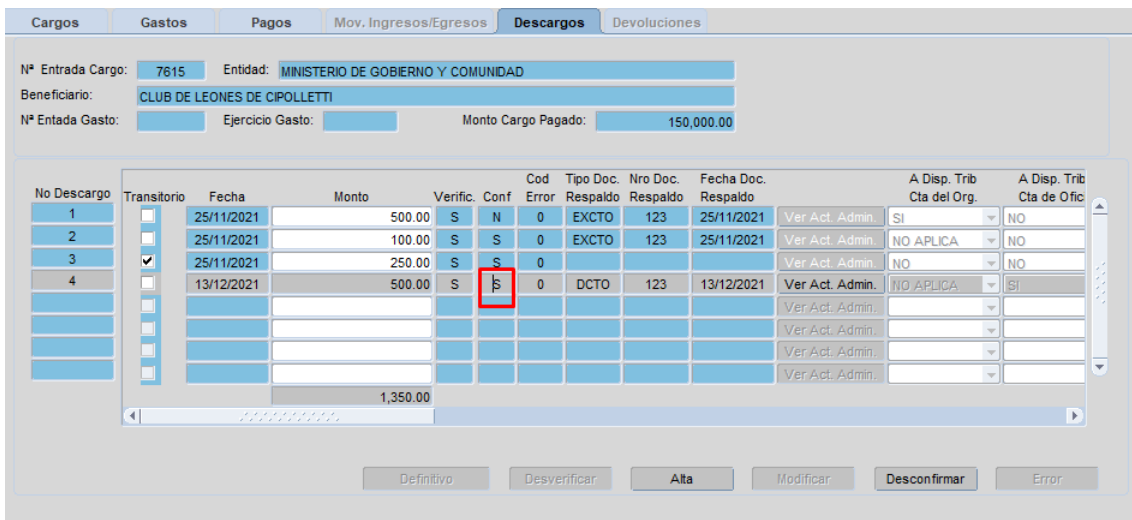 Cargos Gastos Pagos Mov. Ingresos/Egresos Descargos Devoluciones
Nª Entrada Cargo: 7615 Entidad: MINISTERIO DE GOBIERNO Y COMUNIDAD
Beneficiario: CLUB DE LEONES DE CIPOLLETTI
Nª Entada Gasto: Ejercicio Gasto: Monto Cargo Pagado: 150,000.00
Cod Tipo Doc. Nro Doc. Fecha Doc. A Disp. Trib A Disp. Trib
No Descargo Transitorio Fecha Monto Verific. Conf Error Respaldo Respaldo Respaldo Cta del Org. Cta de Ofic
1 25/11/2021 500.00 S N 0 EXCTO 123 25/11/2021 Ver Act. Admin. SI NO
2 25/11/2021 100.00 S S 0 EXCTO 123 25/11/2021 Ver Act. Admin. NO APLICA NO
3 25/11/2021 250.00 S S 0 Ver Act. Admin. NO NO
4 13/12/2021 500.00 S S 0 DCTO 123 13/12/2021 Ver Act. Admin. NO APLICA SI
Ver Act. Admin.
Ver Act. Admin.
Ver Act. Admin.
Ver Act. Admin.
1,350.00
Definitivo Desverificar Alta Modificar Desconfirmar Error